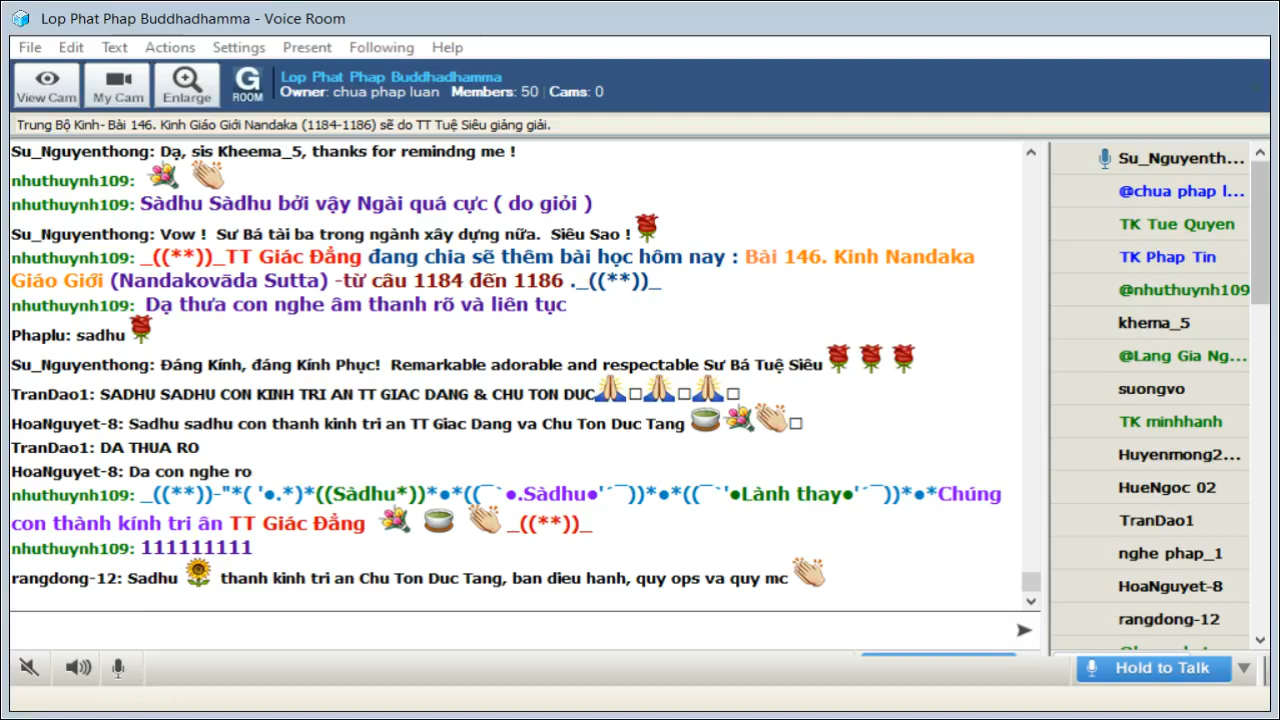 Lop Phat Phap Buddhadhamma - Voice Room
File Edit Text Actions Settings Present Following Help
View Cam My Cam Enlarge G ROOM
Lop Phat Phap Buddhadhamma
Owner: chua phap luan Members: 50 | Cams: 0
Trung Bộ Kinh- Bài 146. Kinh Giáo Giới Nandaka (1184-1186) sẽ do TT Tuệ Siêu giảng giải.
Su_Nguyenthong: Dạ, sis Kheema_5, thanks for remindng me !
nhuthuynh109:
nhuthuynh109: Sàdhu Sàdhu bởi vậy Ngài quá cực ( do giỏi )
Su_Nguyenthong: Vow ! Sư Bá tài ba trong ngành xây dựng nữa. Siêu Sao !
nhuthuynh109: _((**))_TT Giác Đẳng đang chia sẽ thêm bài học hôm nay : Bài 146. Kinh Nandaka
Giáo Giới (Nandakovāda Sutta) -từ câu 1184 đến 1186 ._((**))_
nhuthuynh109: Dạ thưa con nghe âm thanh rõ và liên tục
Phaplu: sadhu
Su_Nguyenthong: Đáng Kính, đáng Kính Phục! Remarkable adorable and respectable Sư Bá Tuệ Siêu
TranDao1: SADHU SADHU CON KINH TRI AN TT GIAC DANG & CHU TON DUC □ □ □
HoaNguyet-8: Sadhu sadhu con thanh kinh tri an TT Giac Dang va Chu Ton Duc Tang □
TranDao1: DA THUA RO
HoaNguyet-8: Da con nghe ro
nhuthuynh109: _((**))-"*( '●.*)*((Sàdhu*))*●*((¯`●.Sàdhu●'´¯))*●*((¯`'●Lành thay●'´¯))*●*Chúng
con thành kính tri ân TT Giác Đẳng _((**))_
nhuthuynh109: 111111111
rangdong-12: Sadhu thanh kinh tri an Chu Ton Duc Tang, ban dieu hanh, quy ops va quy mc
Su_Nguyenth...
@chua phap l...
TK Tue Quyen
TK Phap Tin
@nhuthuynh109
khema_5
@Lang Gia Ng...
suongvo
TK minhhanh
Huyenmong2...
HueNgoc 02
TranDao1
nghe phap_1
HoaNguyet-8
rangdong-12
Hold to Talk